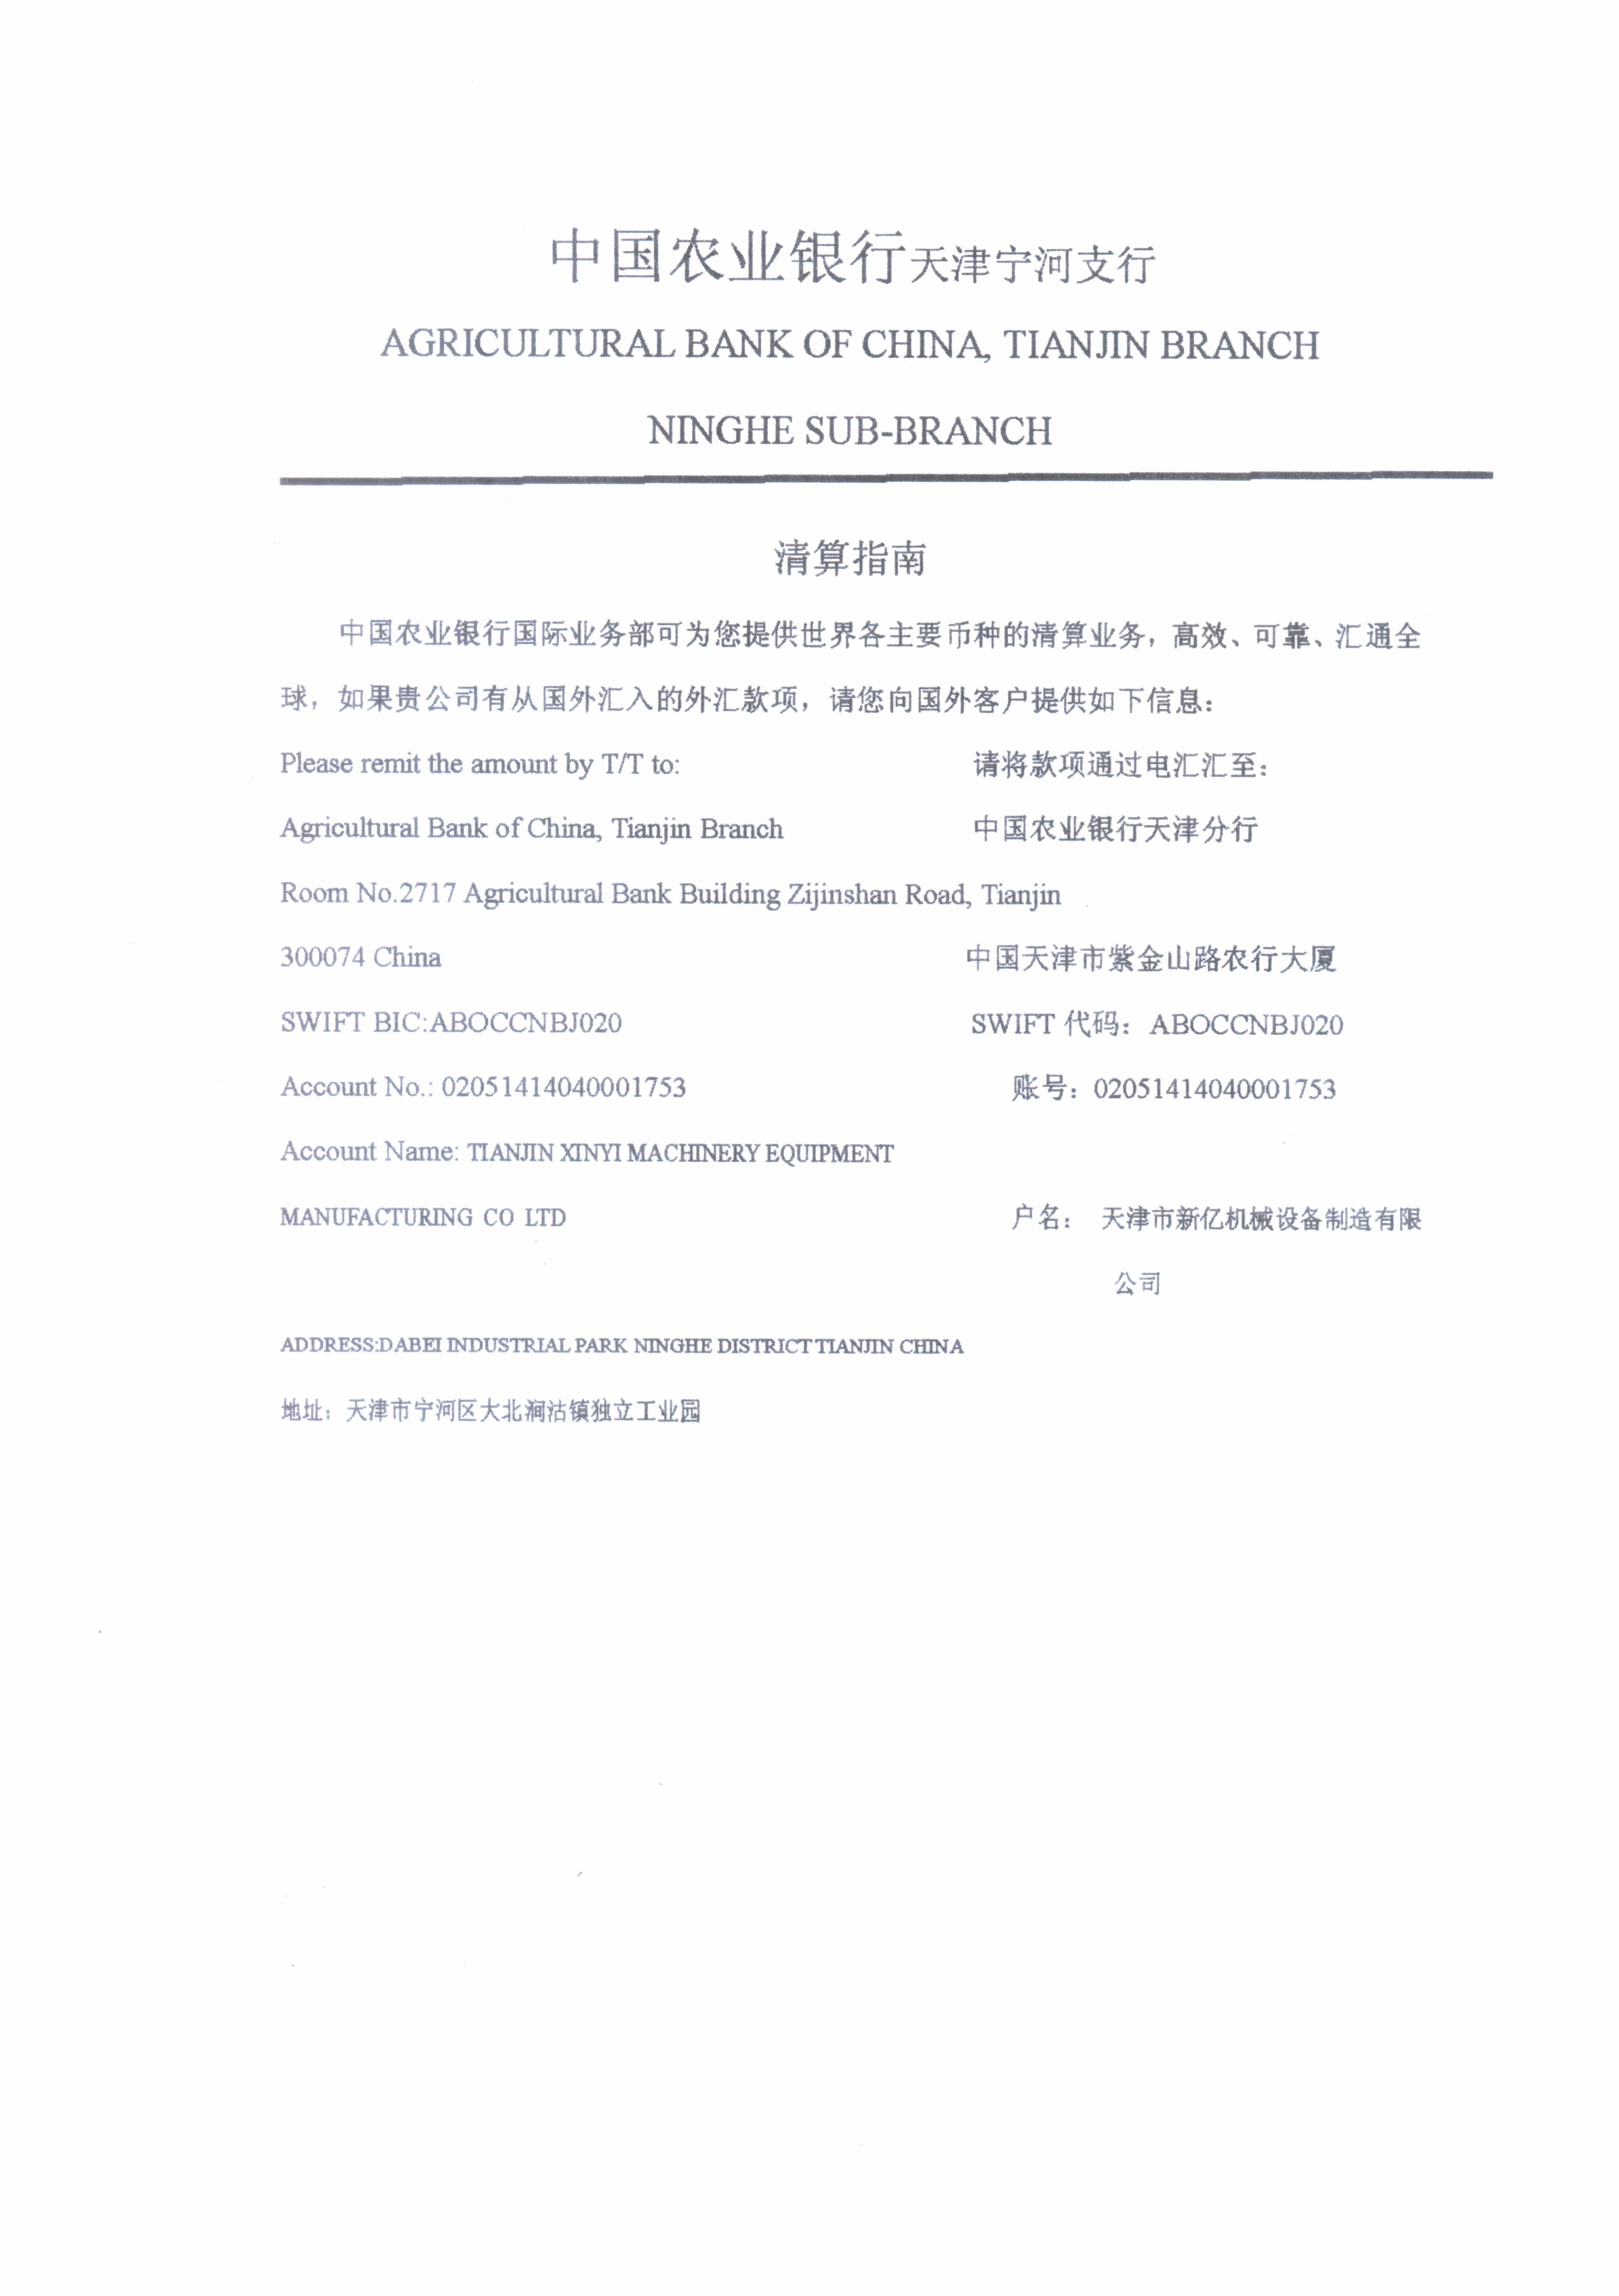 中国农业银行天津宁河支行
AGRICULTURAL BANK OF CHINA, TIANJIN BRANCH
NINGHE SUB-BRANCH
清算指南
中国农业银行国际业务部可为您提供世界各主要币种的清算业务，高效、可靠、汇通全
球，如果贵公司有从国外汇入的外汇款项，请您向国外客户提供如下信息：
Please remit the amount by T/T to: 请将款项通过电汇汇至：
Agricultural Bank of China, Tianjin Branch 中国农业银行天津分行
Room No.2717 Agricultural Bank Building Zijinshan Road, Tianjin
300074 China 中国天津市紫金山路农行大厦
SWIFT BIC:ABOCCNBJ020 SWIFT 代码：ABOCCNBJ020
Account No.: 02051414040001753 账号：02051414040001753
Account Name: TIANJIN XINYI MACHINERY EQUIPMENT
MANUFACTURING CO LTD 户名： 天津市新亿机械设备制造有限
公司
ADDRESS:DABEI INDUSTRIAL PARK NINGHE DISTRICT TIANJIN CHINA
地址：天津市宁河区大北涧沽镇独立工业园